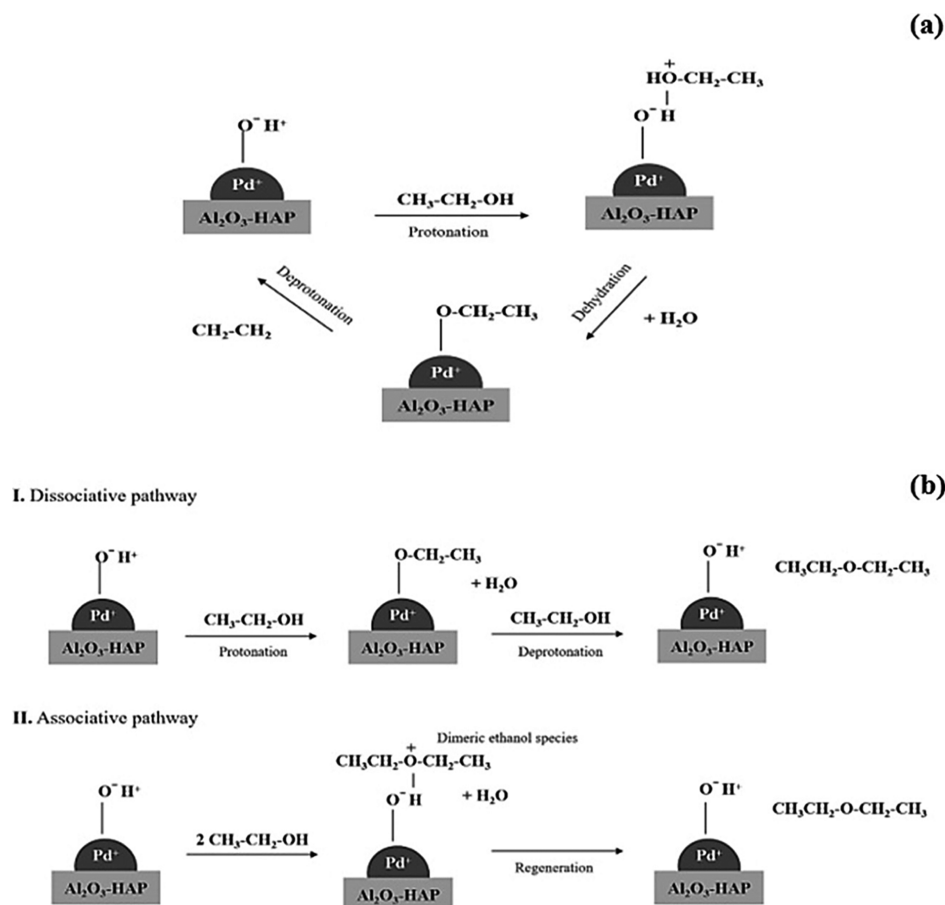 (a)
+
HO-CH₂-CH₃
O⁻ H
O⁻ H⁺
Pd⁺
Al₂O₃-HAP
CH₃-CH₂-OH
Protonation
Pd⁺
Al₂O₃-HAP
Deprotonation
CH₂-CH₂
O-CH₂-CH₃
Dehydration
+ H₂O
Pd⁺
Al₂O₃-HAP
I. Dissociative pathway
(b)
O⁻ H⁺
Pd⁺
Al₂O₃-HAP
CH₃-CH₂-OH
Protonation
O-CH₂-CH₃
+ H₂O
Pd⁺
Al₂O₃-HAP
CH₃-CH₂-OH
Deprotonation
O⁻ H⁺
Pd⁺
Al₂O₃-HAP
CH₃CH₂-O-CH₂-CH₃
II. Associative pathway
Dimeric ethanol species
+
CH₃CH₂-O-CH₂-CH₃
O⁻ H
+ H₂O
O⁻ H⁺
Pd⁺
Al₂O₃-HAP
2 CH₃-CH₂-OH
Pd⁺
Al₂O₃-HAP
Regeneration
O⁻ H⁺
Pd⁺
Al₂O₃-HAP
CH₃CH₂-O-CH₂-CH₃